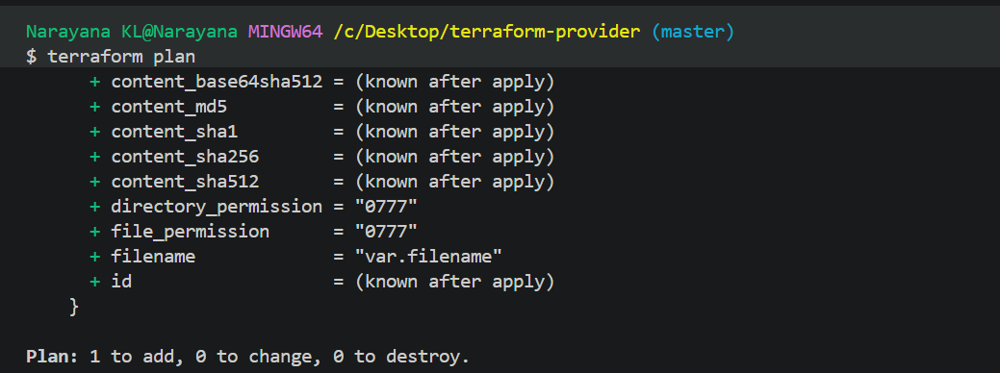 Narayana KL@Narayana MINGW64 /c/Desktop/terraform-provider (master)
$ terraform plan
+ content_base64sha512 = (known after apply)
+ content_md5 = (known after apply)
+ content_sha1 = (known after apply)
+ content_sha256 = (known after apply)
+ content_sha512 = (known after apply)
+ directory_permission = "0777"
+ file_permission = "0777"
+ filename = "var.filename"
+ id = (known after apply)
}
Plan: 1 to add, 0 to change, 0 to destroy.